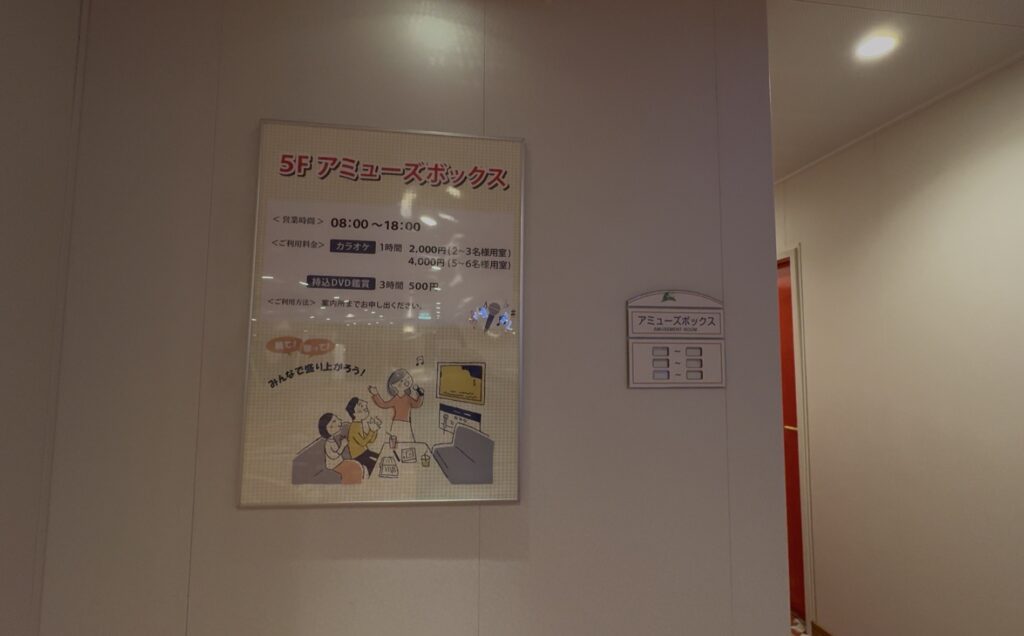 5F アミューズボックス
＜営業時間＞ 08:00～18:00
＜ご利用料金＞ カラオケ 1時間 2,000円(2~3名様用室)
4,000円(5~6名様用室)
持込DVD鑑賞 3時間 500円
＜ご利用方法＞ 案内所までお申し出ください。
観て! 歌って!
みんなで盛り上がろう!
アミューズボックス
AMUSEMENT ROOM
～
～
～